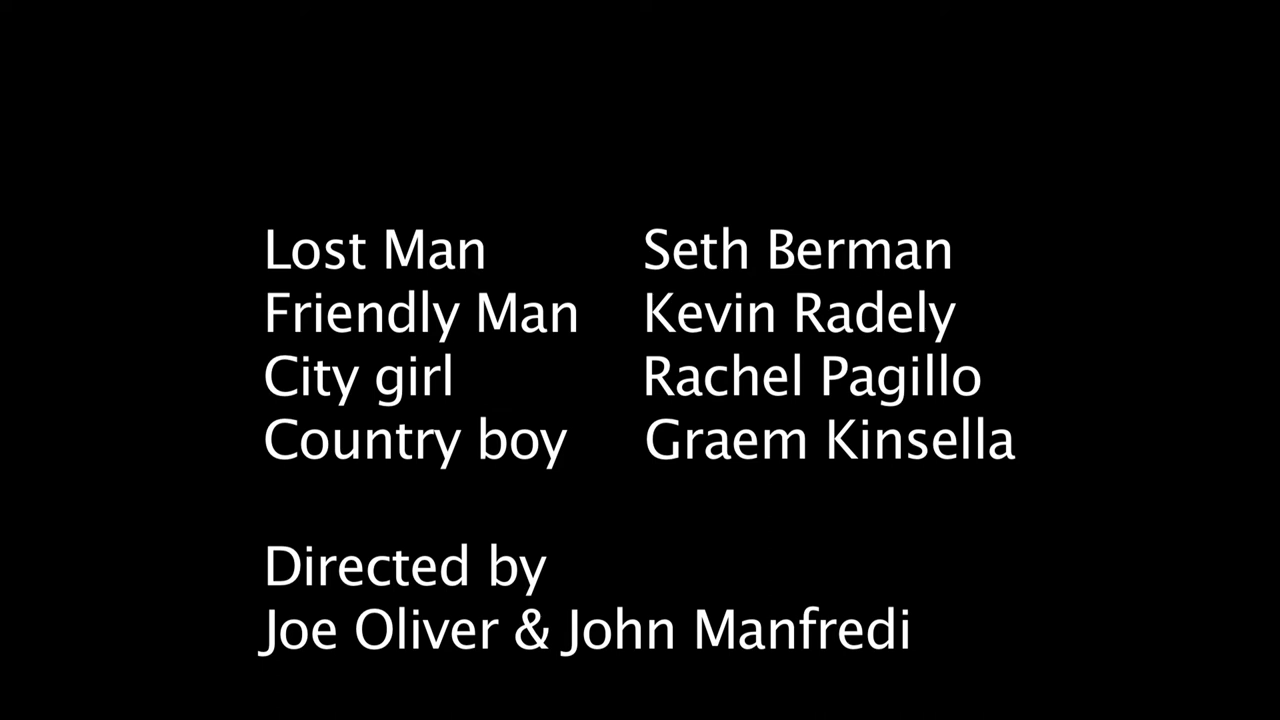 Lost Man Seth Berman
Friendly Man Kevin Radely
City girl Rachel Pagillo
Country boy Graem Kinsella
Directed by
Joe Oliver & John Manfredi